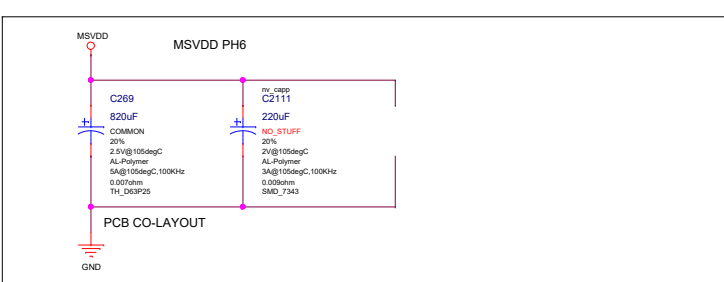 MSVDD
MSVDD PH6
C269
820uF
COMMON
20%
2.5V@105degC
AL-Polymer
5A@105degC,100KHz
0.007ohm
TH_D63P25
nv_capp
C2111
220uF
NO_STUFF
20%
2V@105degC
AL-Polymer
3A@105degC,100KHz
0.009ohm
SMD_7343
PCB CO-LAYOUT
GND